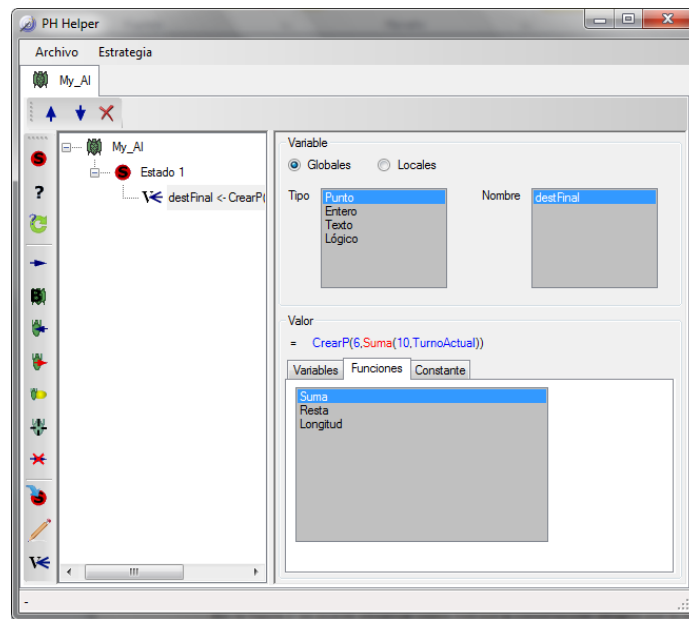 PH Helper
Archivo Estrategia
My_AI
My_AI
Estado 1
destFinal <- CrearP(
Variable
Globales Locales
Tipo
Punto
Entero
Texto
Lógico
Nombre
destFinal
Valor
= CrearP(6,Suma(10,TurnoActual))
Variables Funciones Constante
Suma
Resta
Longitud
-